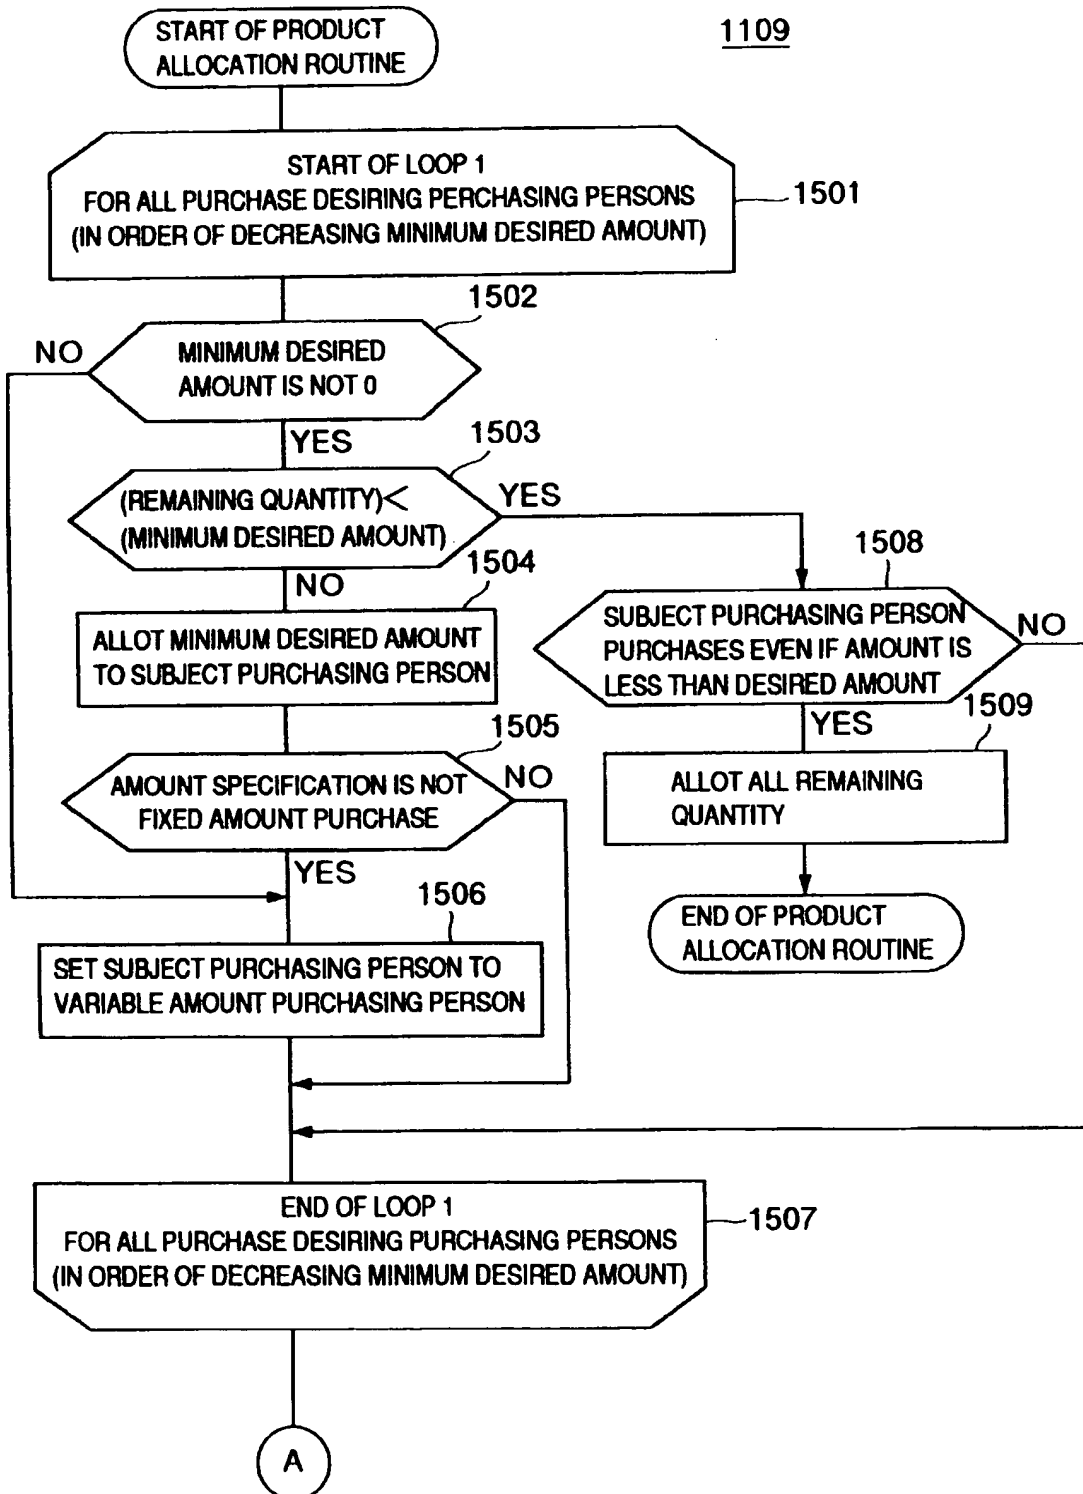 START OF PRODUCT
ALLOCATION ROUTINE
1109
START OF LOOP 1
FOR ALL PURCHASE DESIRING PERCHASING PERSONS
(IN ORDER OF DECREASING MINIMUM DESIRED AMOUNT)
1501
1502
NO
MINIMUM DESIRED
AMOUNT IS NOT 0
YES
1503
(REMAINING QUANTITY)<
(MINIMUM DESIRED AMOUNT)
YES
NO
1504
ALLOT MINIMUM DESIRED AMOUNT
TO SUBJECT PURCHASING PERSON
1508
SUBJECT PURCHASING PERSON
PURCHASES EVEN IF AMOUNT IS
LESS THAN DESIRED AMOUNT
NO
YES
1509
ALLOT ALL REMAINING
QUANTITY
END OF PRODUCT
ALLOCATION ROUTINE
1505
AMOUNT SPECIFICATION IS NOT
FIXED AMOUNT PURCHASE
NO
YES
1506
SET SUBJECT PURCHASING PERSON TO
VARIABLE AMOUNT PURCHASING PERSON
END OF LOOP 1
FOR ALL PURCHASE DESIRING PURCHASING PERSONS
(IN ORDER OF DECREASING MINIMUM DESIRED AMOUNT)
1507
A